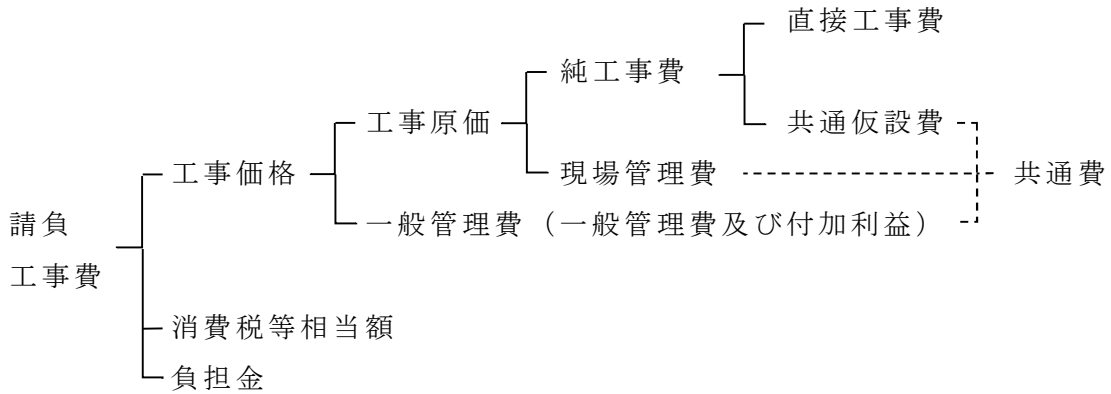 直接工事費
純工事費
工事原価
共通仮設費
工事価格
現場管理費
共通費
請負
工事費
一般管理費（一般管理費及び付加利益）
消費税等相当額
負担金